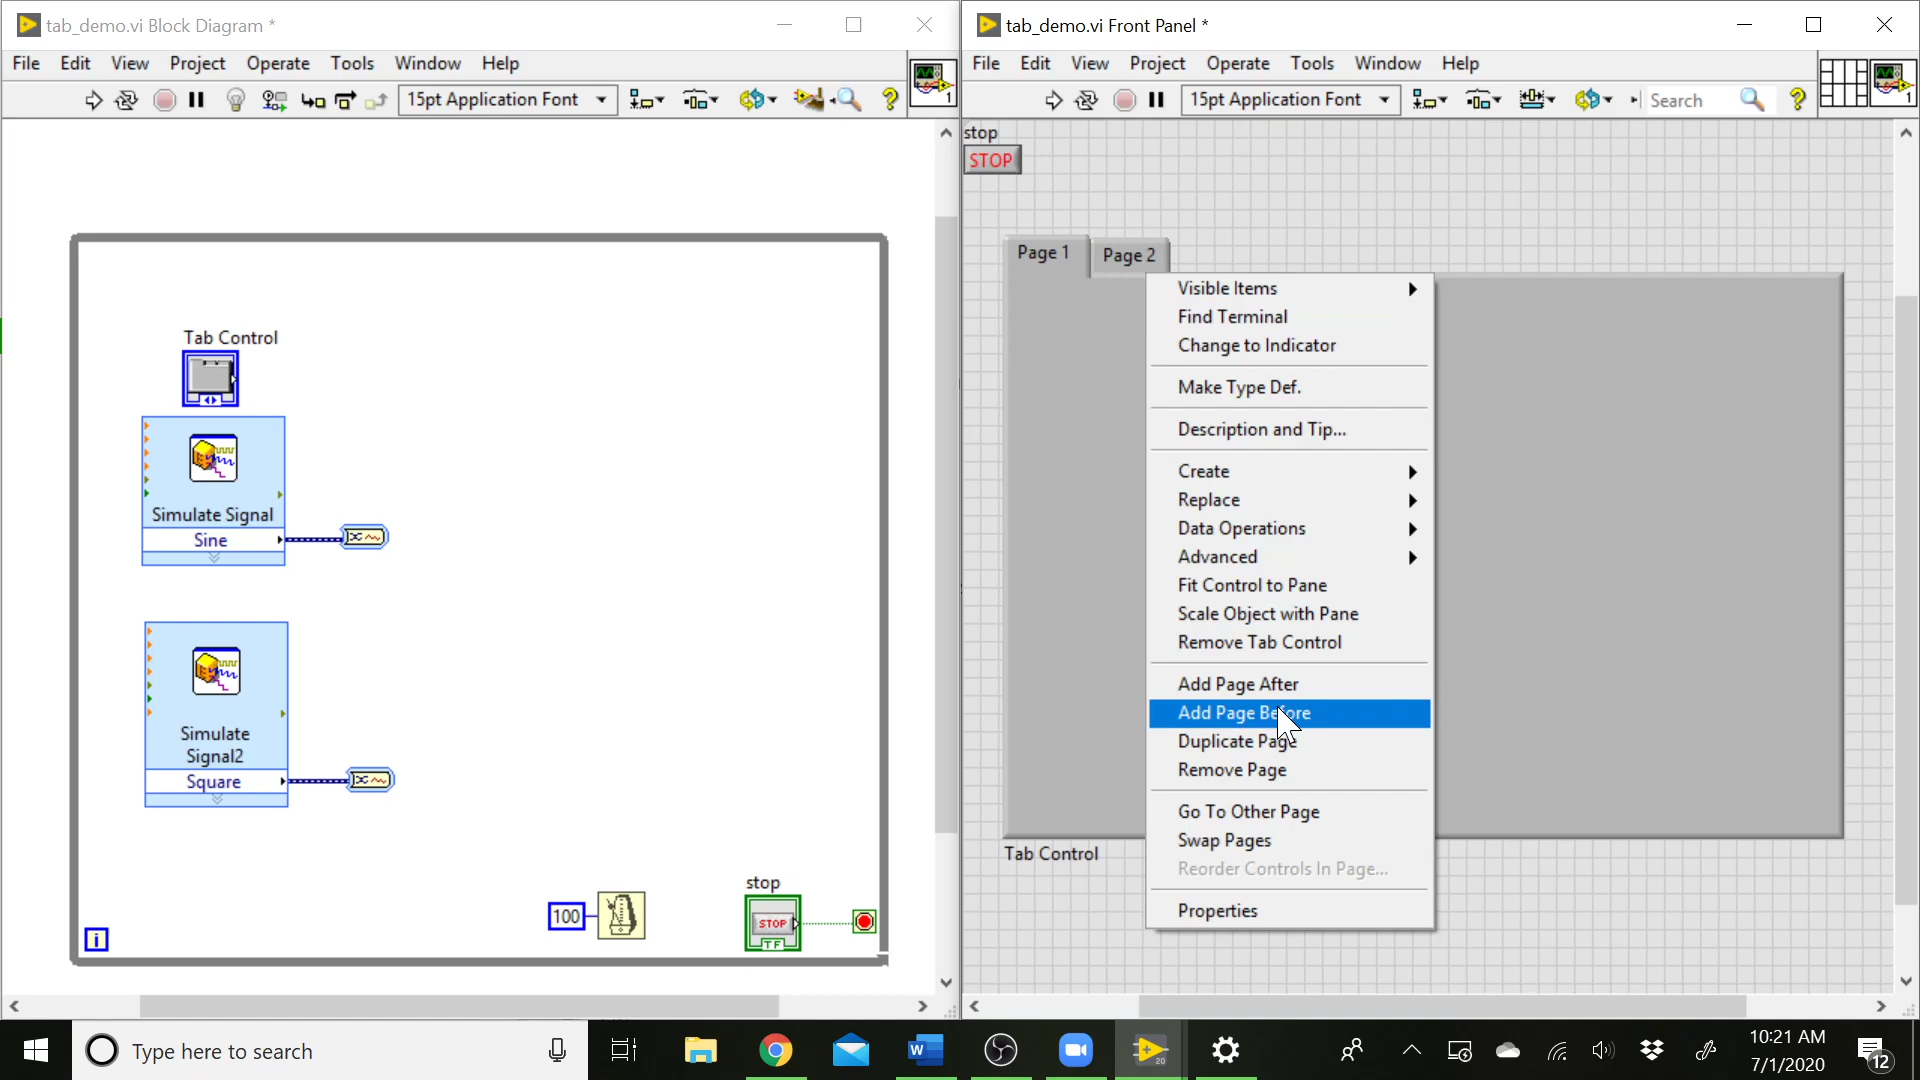 tab_demo.vi Block Diagram *
File Edit View Project Operate Tools Window Help
15pt Application Font
1
Tab Control
Simulate Signal
Sine
Simulate
Signal2
Square
100
i
stop
STOP
TF
tab_demo.vi Front Panel *
File Edit View Project Operate Tools Window Help
15pt Application Font
Search
1
stop
STOP
Page 1
Page 2
Visible Items
Find Terminal
Change to Indicator
Make Type Def.
Description and Tip...
Create
Replace
Data Operations
Advanced
Fit Control to Pane
Scale Object with Pane
Remove Tab Control
Add Page After
Add Page Before
Duplicate Page
Remove Page
Go To Other Page
Swap Pages
Reorder Controls In Page...
Properties
Tab Control
Type here to search
20
10:21 AM
7/1/2020
12